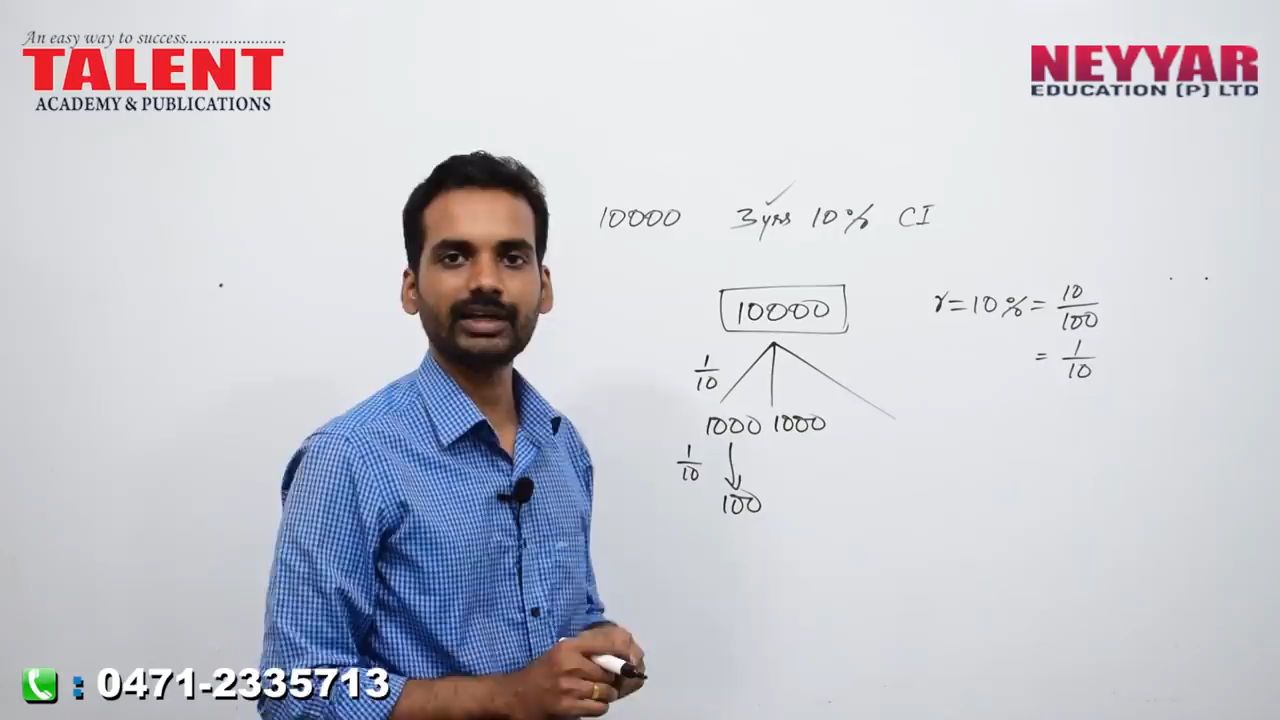 An easy way to success........................
TALENT
ACADEMY & PUBLICATIONS
NEYYAR
EDUCATION (P) LTD
10000 3yrs 10% CI
10000
r=10%= 10/100
= 1/10
1/10
1000 1000
1/10
100
: 0471-2335713